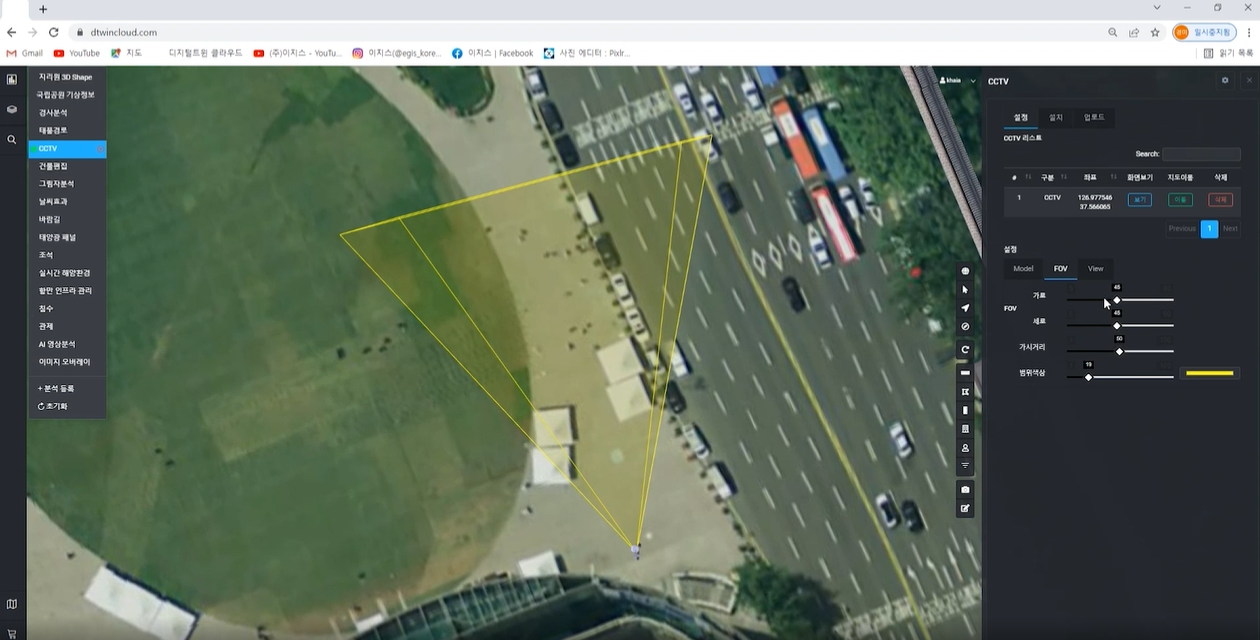 dtwincloud.com
일시중지됨
Gmail
YouTube
지도
디지털트윈 클라우드
(주)이지스 - YouTu...
이지스(@egis_kore...
이지스 | Facebook
사진 에디터 : Pixlr...
읽기 목록
지리원 3D Shape
국립공원 기상정보
경사분석
태풍경로
CCTV
건물편집
그림자분석
날씨효과
바람길
태양광 패널
조석
실시간 해양환경
항만 인프라 관리
침수
관제
AI 영상분석
이미지 오버레이
+ 분석 등록
초기화
khaia
CCTV
설정
설치
업로드
CCTV 리스트
Search:
# 구분 좌표 화면보기 지도이동 삭제
1 CCTV 126.977546
37.566065
보기 이동 삭제
Previous 1 Next
설정
Model FOV View
FOV
가로 48
세로 48
가시거리 50
범위색상 19